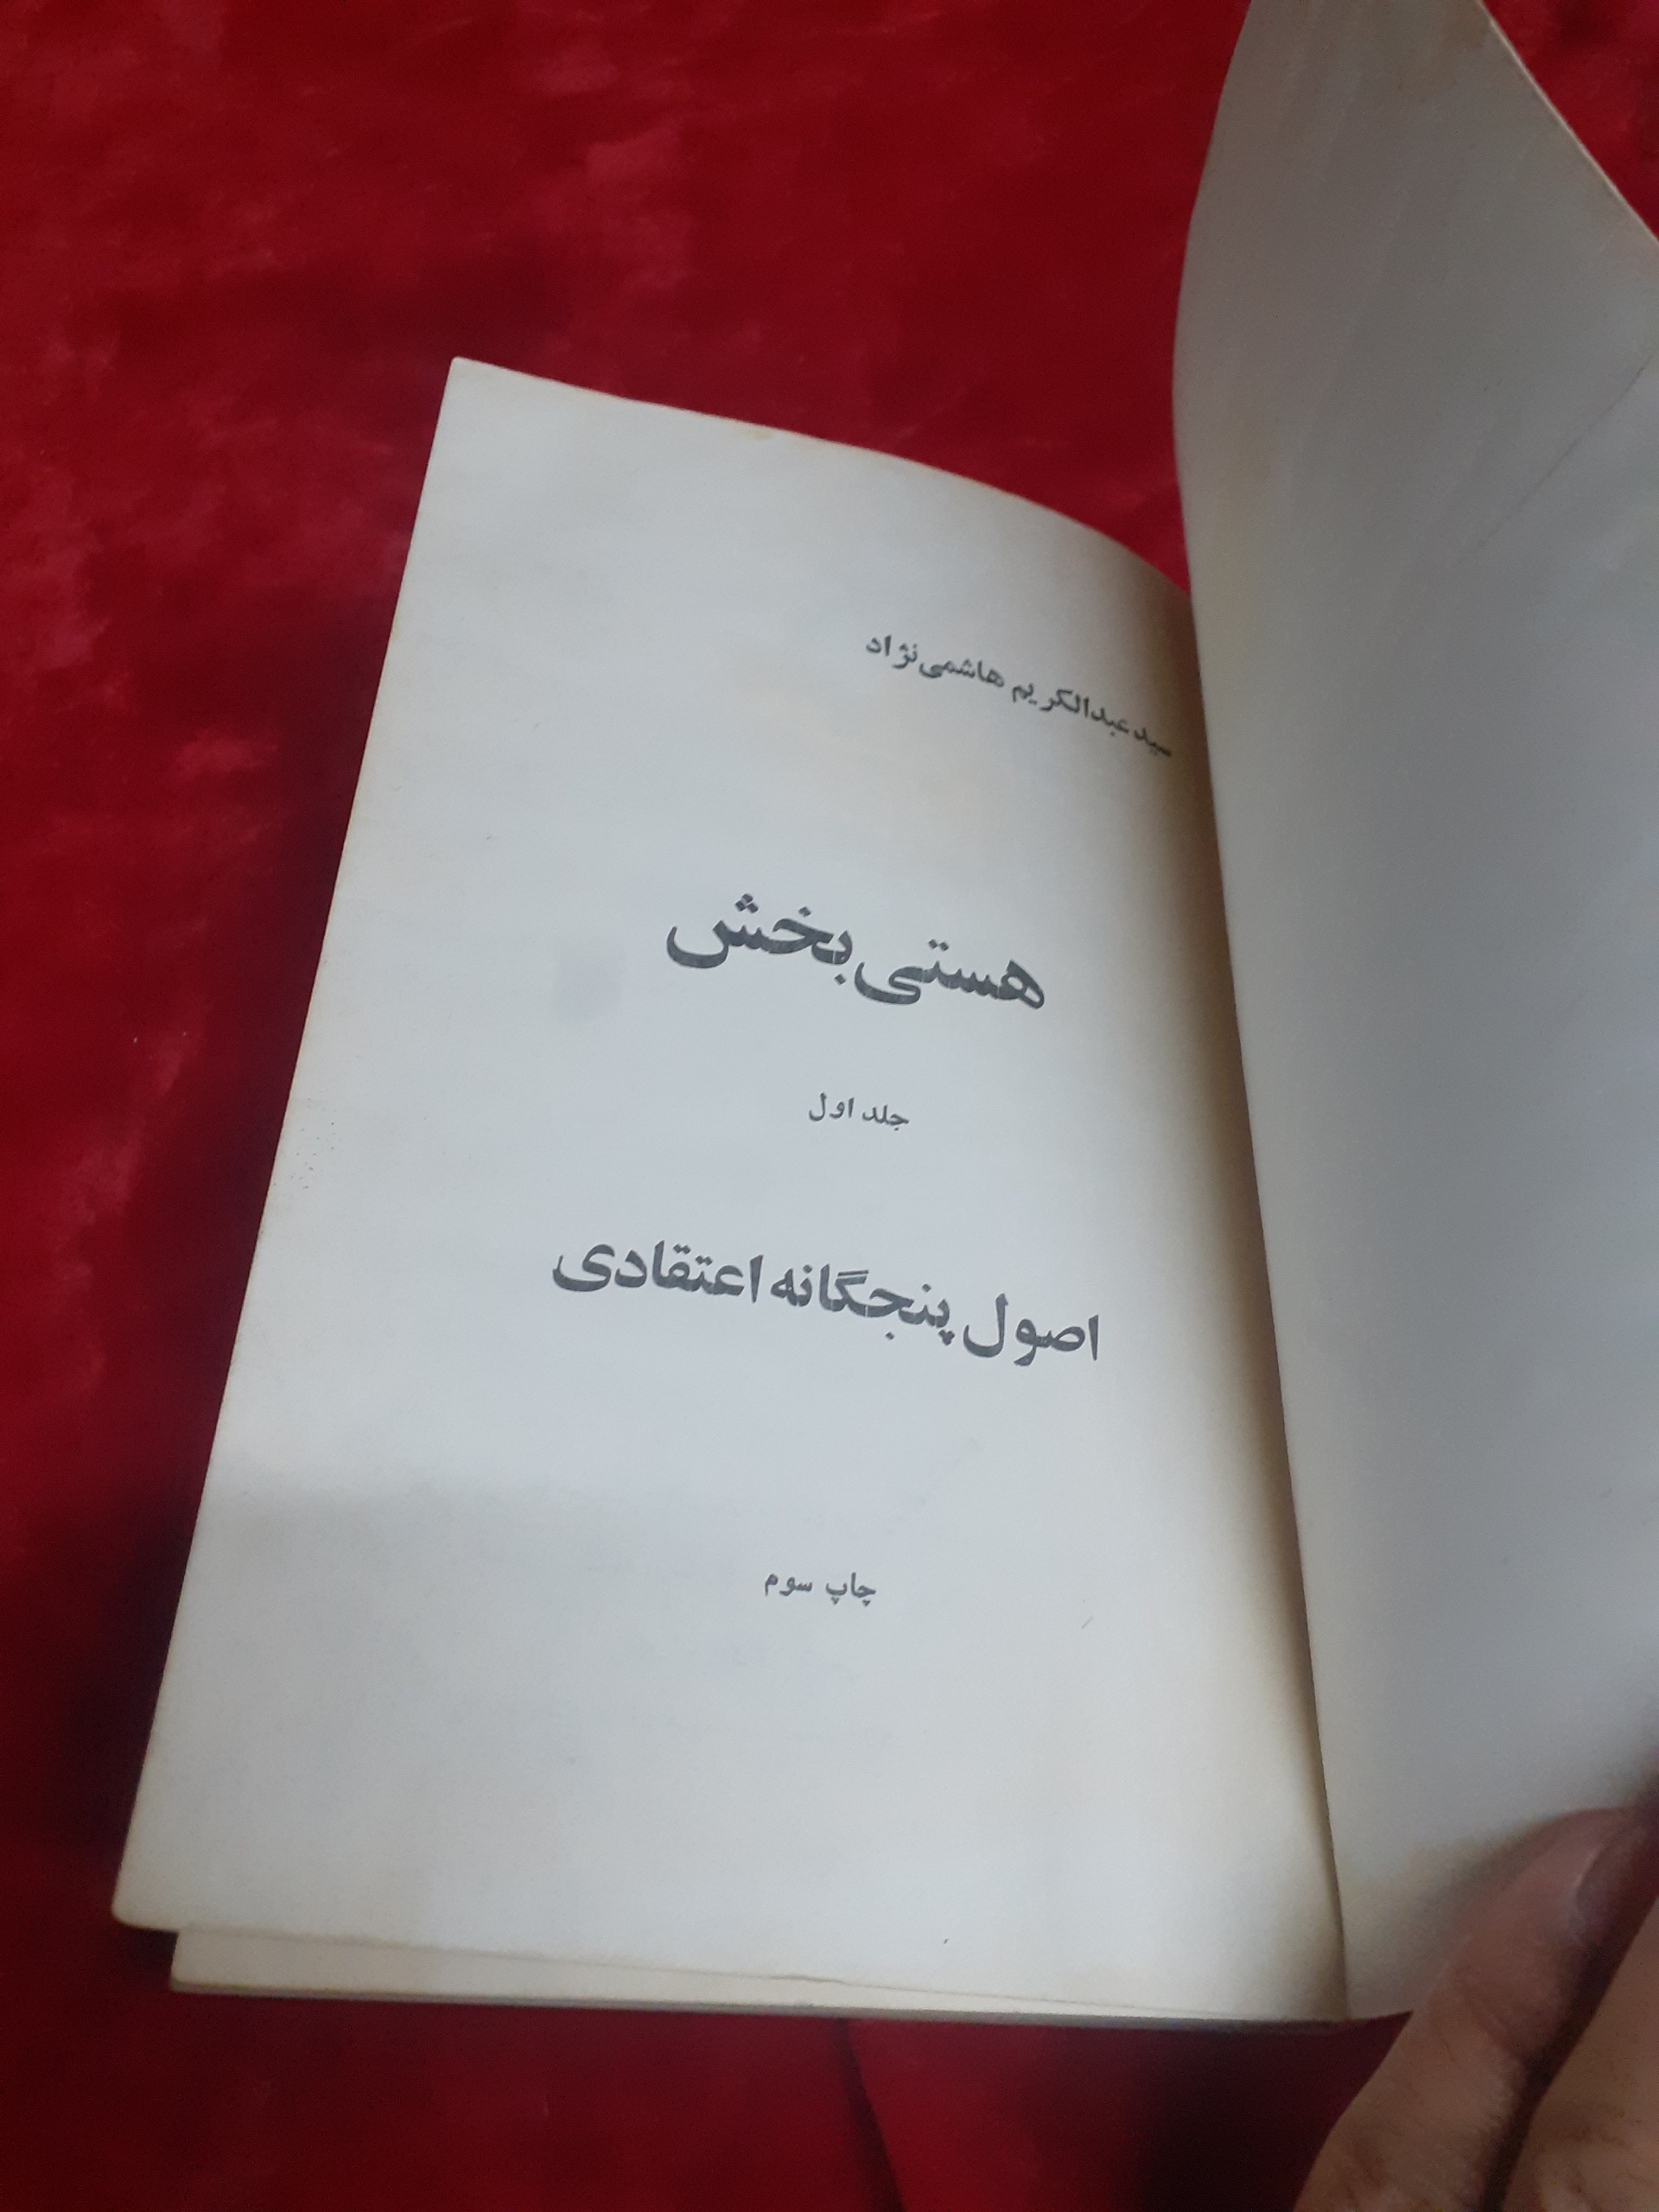 سید عبدالکریم هاشمی‌نژاد
هستی بخش
جلد اول
اصول پنجگانه اعتقادی
چاپ سوم